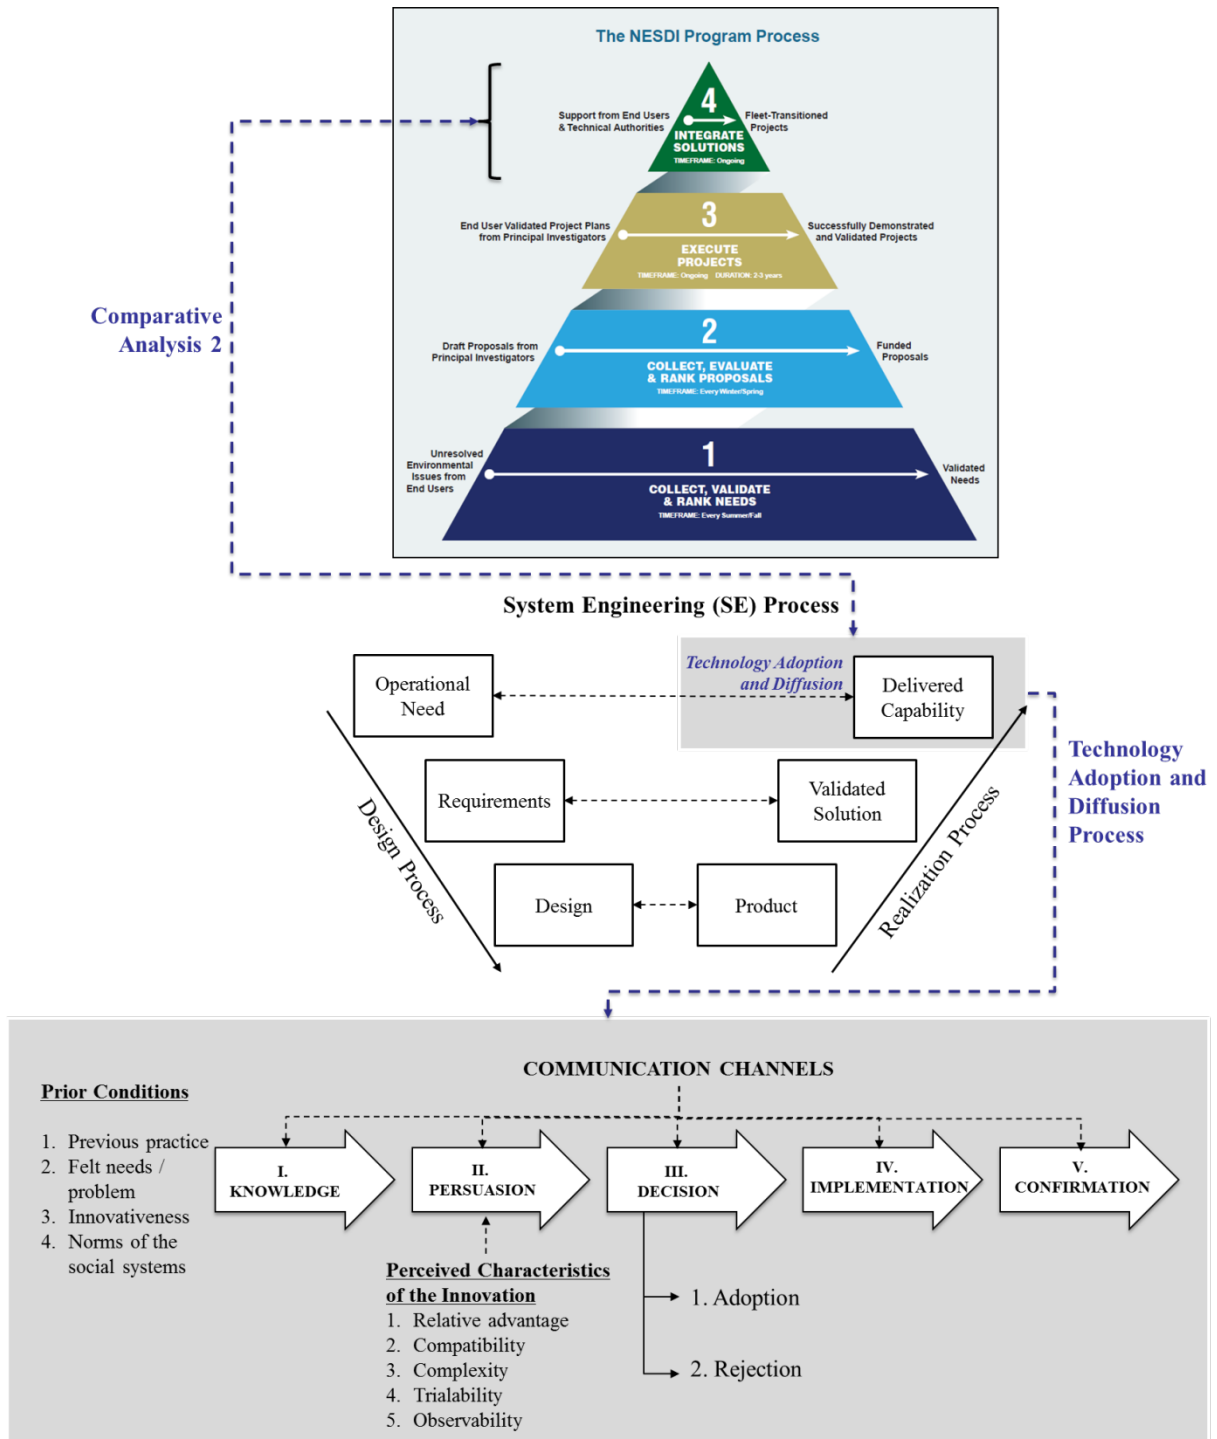 The NESDI Program Process
4
Support from End Users
& Technical Authorities
Fleet-Transitioned
Projects
INTEGRATE
SOLUTIONS
TIMEFRAME: Ongoing
3
End User Validated Project Plans
from Principal Investigators
Successfully Demonstrated
and Validated Projects
EXECUTE
PROJECTS
TIMEFRAME: Ongoing DURATION: 2-3 years
Comparative
Analysis 2
2
Draft Proposals from
Principal Investigators
Funded
Proposals
COLLECT, EVALUATE
& RANK PROPOSALS
TIMEFRAME: Every Winter/Spring
1
Unresolved
Environmental
Issues from
End Users
Validated
Needs
COLLECT, VALIDATE
& RANK NEEDS
TIMEFRAME: Every Summer/Fall
System Engineering (SE) Process
Technology Adoption
and Diffusion
Operational
Need
Delivered
Capability
Requirements
Validated
Solution
Design
Product
Design Process
Realization Process
Technology
Adoption and
Diffusion
Process
COMMUNICATION CHANNELS
Prior Conditions
1. Previous practice
2. Felt needs /
problem
3. Innovativeness
4. Norms of the
social systems
I.
KNOWLEDGE
II.
PERSUASION
III.
DECISION
IV.
IMPLEMENTATION
V.
CONFIRMATION
Perceived Characteristics
of the Innovation
1. Relative advantage
2. Compatibility
3. Complexity
4. Trialability
5. Observability
1. Adoption
2. Rejection